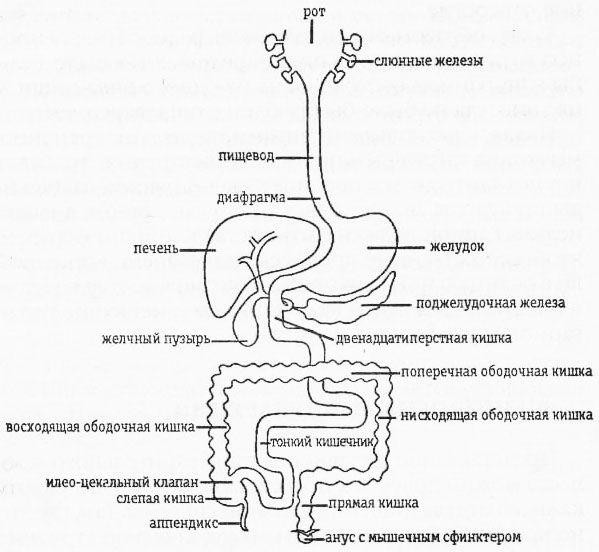 рот
слюнные железы
пищевод
диафрагма
печень
желудок
поджелудочная железа
желчный пузырь
двенадцатиперстная кишка
поперечная ободочная кишка
восходящая ободочная кишка
нисходящая ободочная кишка
тонкий кишечник
илео-цекальный клапан
слепая кишка
аппендикс
прямая кишка
анус с мышечным сфинктером